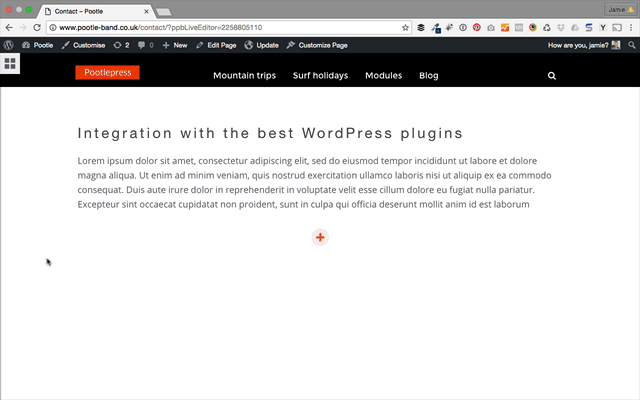 Contact – Pootle
Jamie
www.pootle-band.co.uk/contact/?ppbLiveEditor=2258805110
Pootle Customise 2 0 New Edit Page Update Customize Page How are you, jamie?
Pootlepress Mountain trips Surf holidays Modules Blog
Integration with the best WordPress plugins
Lorem ipsum dolor sit amet, consectetur adipiscing elit, sed do eiusmod tempor incididunt ut labore et dolore
magna aliqua. Ut enim ad minim veniam, quis nostrud exercitation ullamco laboris nisi ut aliquip ex ea commodo
consequat. Duis aute irure dolor in reprehenderit in voluptate velit esse cillum dolore eu fugiat nulla pariatur.
Excepteur sint occaecat cupidatat non proident, sunt in culpa qui officia deserunt mollit anim id est laborum